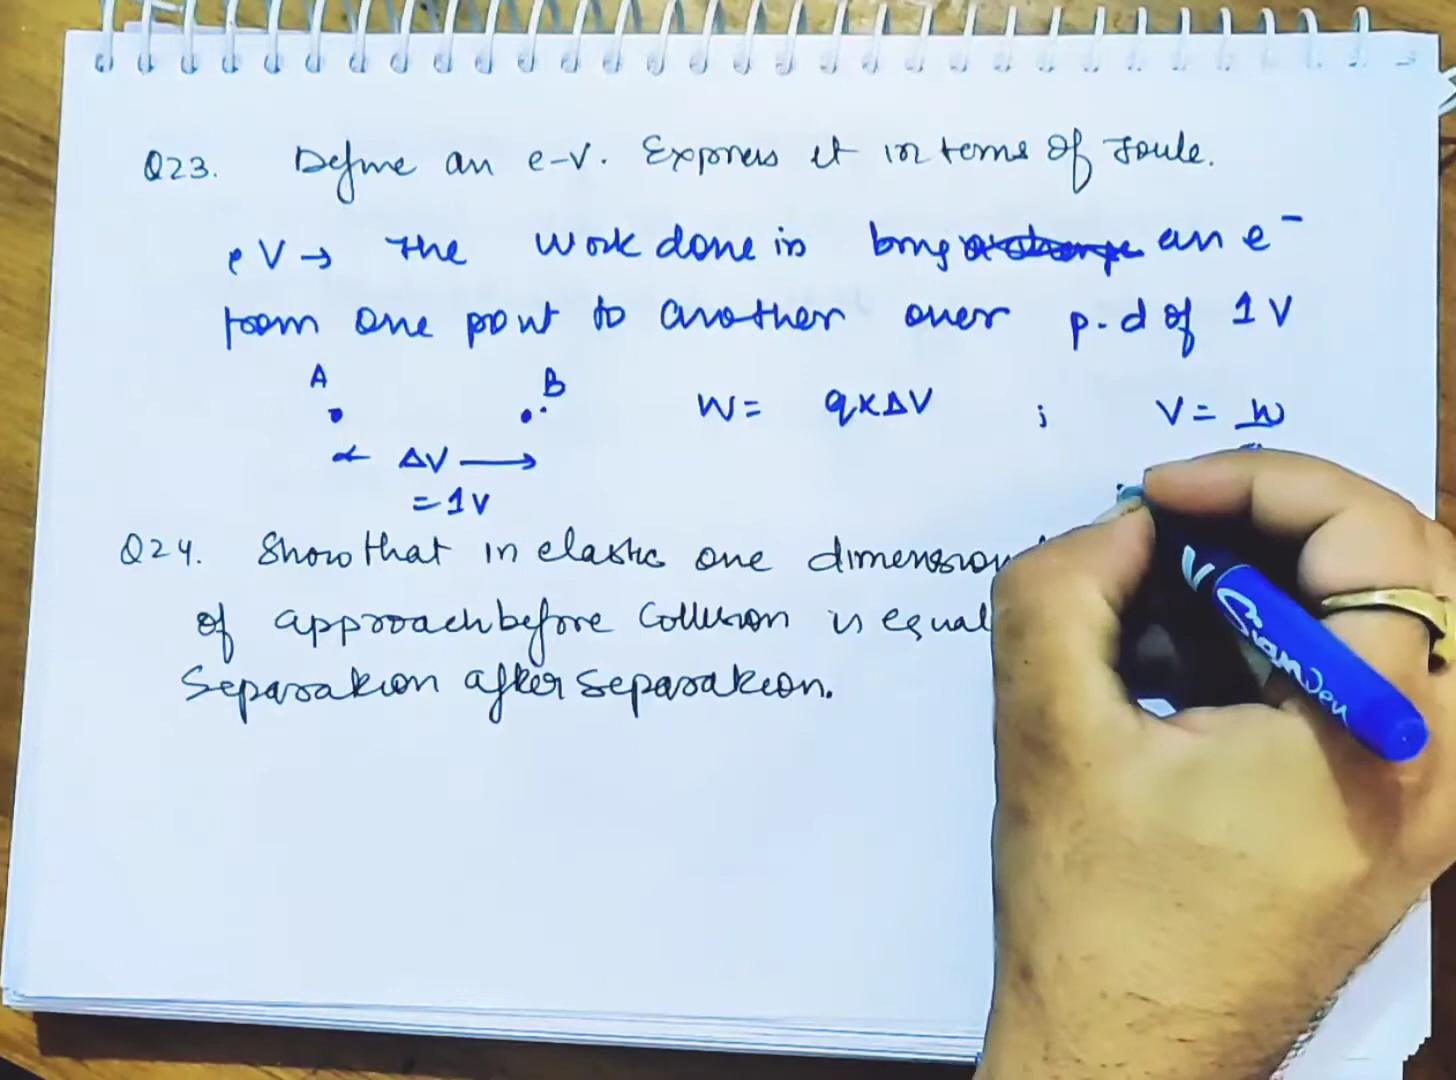 Q23. Define an e-V. Express it in terms of Joule.
eV → The work done in bring an e⁻
from one point to another over p.d of 1 V
A B W = q×ΔV ; V = W
ΔV →
= 1V
Q24. Show that in elastic one dimension
of approach before Collision is equal
Separation after separation.